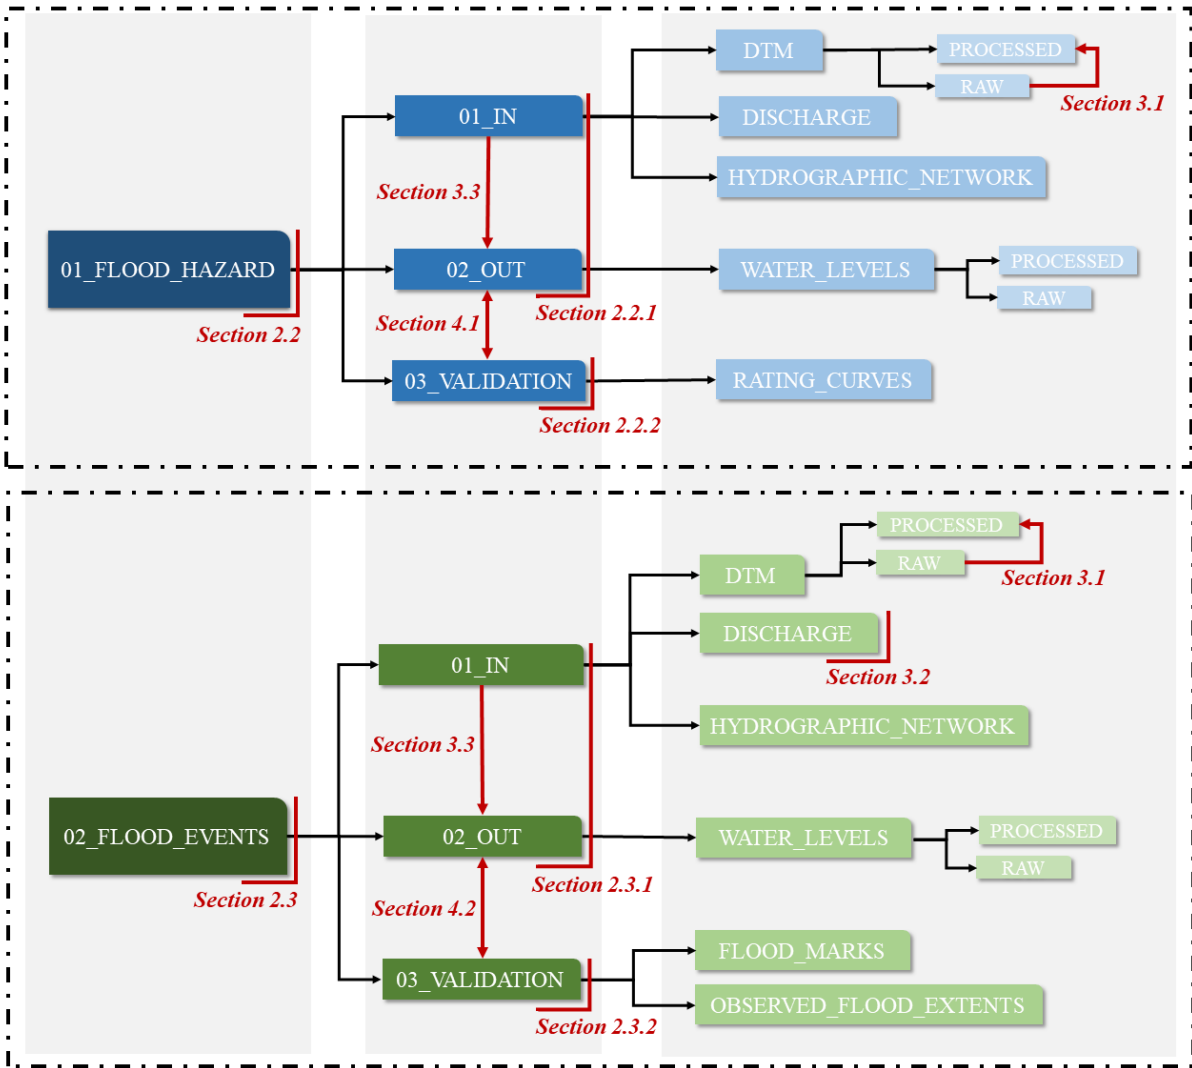 DTM
PROCESSED
RAW
Section 3.1
01_IN
DISCHARGE
Section 3.3
HYDROGRAPHIC_NETWORK
01_FLOOD_HAZARD
02_OUT
WATER_LEVELS
PROCESSED
RAW
Section 2.2
Section 4.1
Section 2.2.1
03_VALIDATION
RATING_CURVES
Section 2.2.2
PROCESSED
RAW
DTM
Section 3.1
DISCHARGE
01_IN
Section 3.2
HYDROGRAPHIC_NETWORK
Section 3.3
02_FLOOD_EVENTS
02_OUT
WATER_LEVELS
PROCESSED
RAW
Section 2.3
Section 2.3.1
Section 4.2
FLOOD_MARKS
03_VALIDATION
OBSERVED_FLOOD_EXTENTS
Section 2.3.2